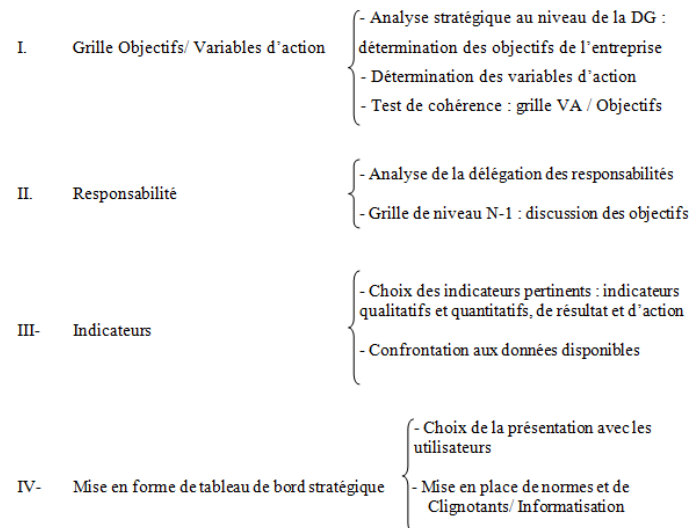 - Analyse stratégique au niveau de la DG :
I. Grille Objectifs/ Variables d'action
détermination des objectifs de l'entreprise
- Détermination des variables d'action
- Test de cohérence : grille VA / Objectifs
- Analyse de la délégation des responsabilités
II. Responsabilité
- Grille de niveau N-1 : discussion des objectifs
- Choix des indicateurs pertinents : indicateurs
qualitatifs et quantitatifs, de résultat et d'action
III- Indicateurs
- Confrontation aux données disponibles
- Choix de la présentation avec les
utilisateurs
IV- Mise en forme de tableau de bord stratégique
- Mise en place de normes et de
Clignotants/ Informatisation